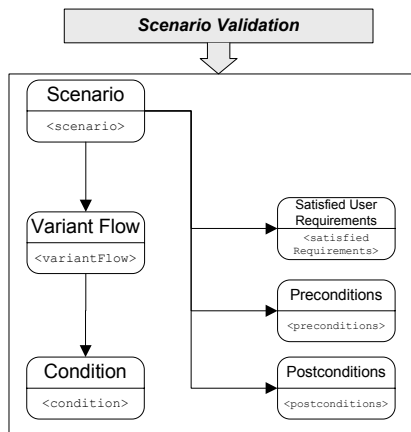 Scenario Validation
Scenario
<scenario>
Variant Flow
<variantFlow>
Condition
<condition>
Satisfied User
Requirements
<satisfied
Requirements>
Preconditions
<preconditions>
Postconditions
<postconditions>